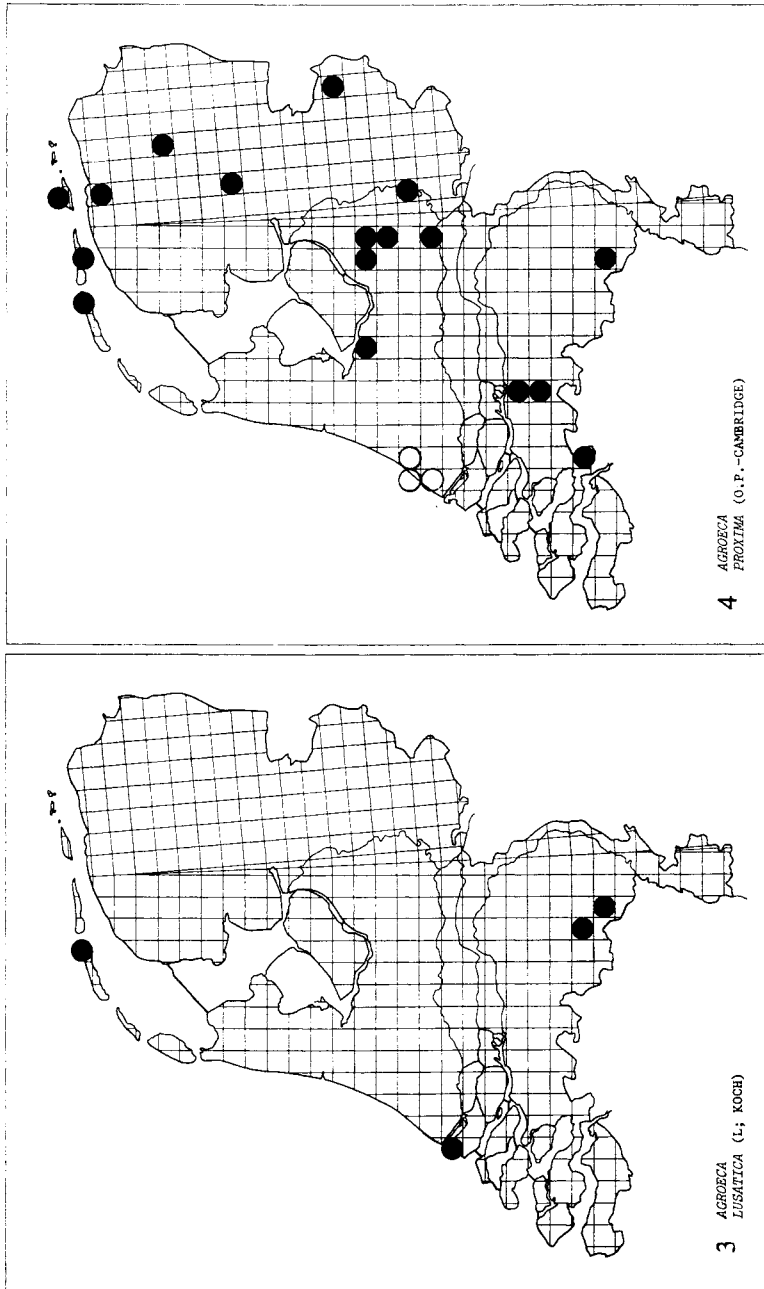 4
AGROECA
PROXIMA (O.P.-CAMBRIDGE)
3
AGROECA
LUSATICA (L; KOCH)